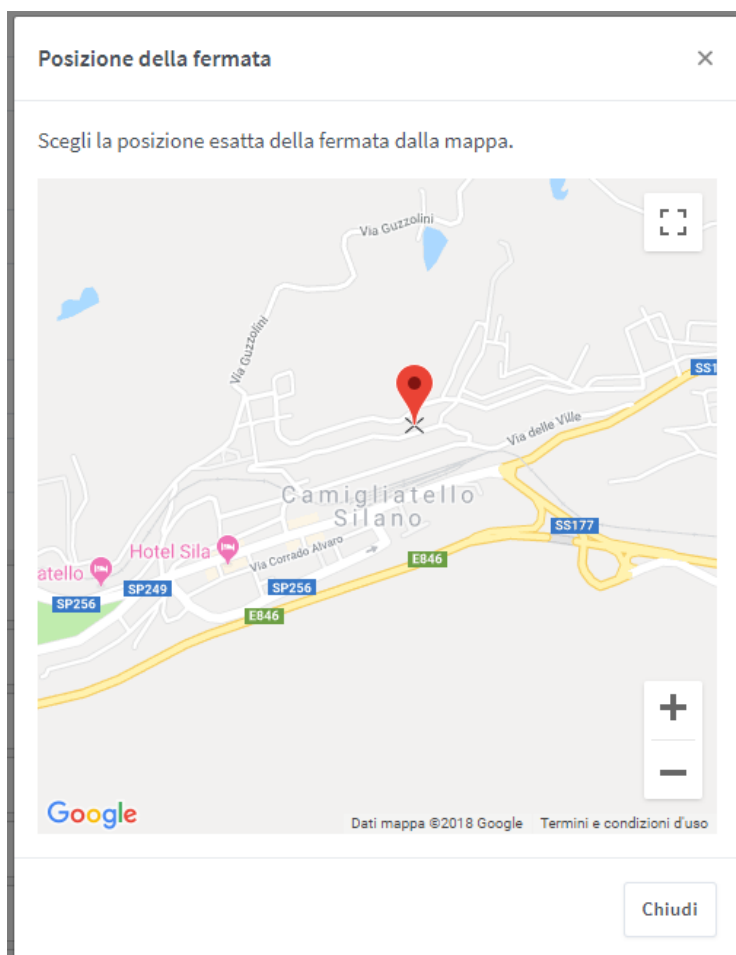 Posizione della fermata
×
Scegli la posizione esatta della fermata dalla mappa.
Via Guzzolini
Via Guzzolini
SS1
Via delle Ville
Camigliatello
Silano
SS177
Hotel Sila
Via Corrado Alvaro
E846
atello
SP249
SP256
SP256
E846
Google
Dati mappa ©2018 Google Termini e condizioni d'uso
Chiudi